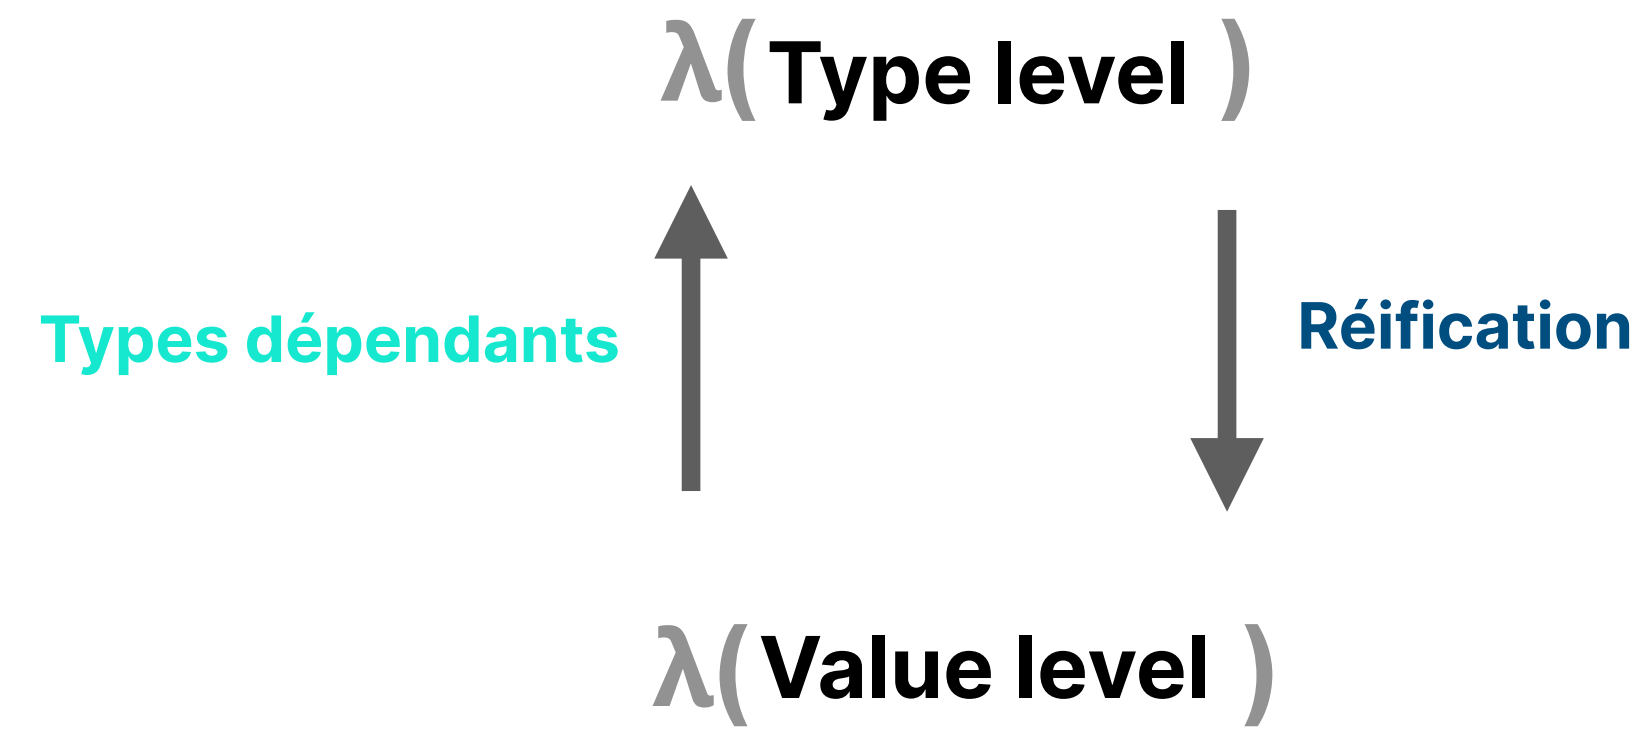 λ( Type level )
Types dépendants
Réification
λ( Value level )